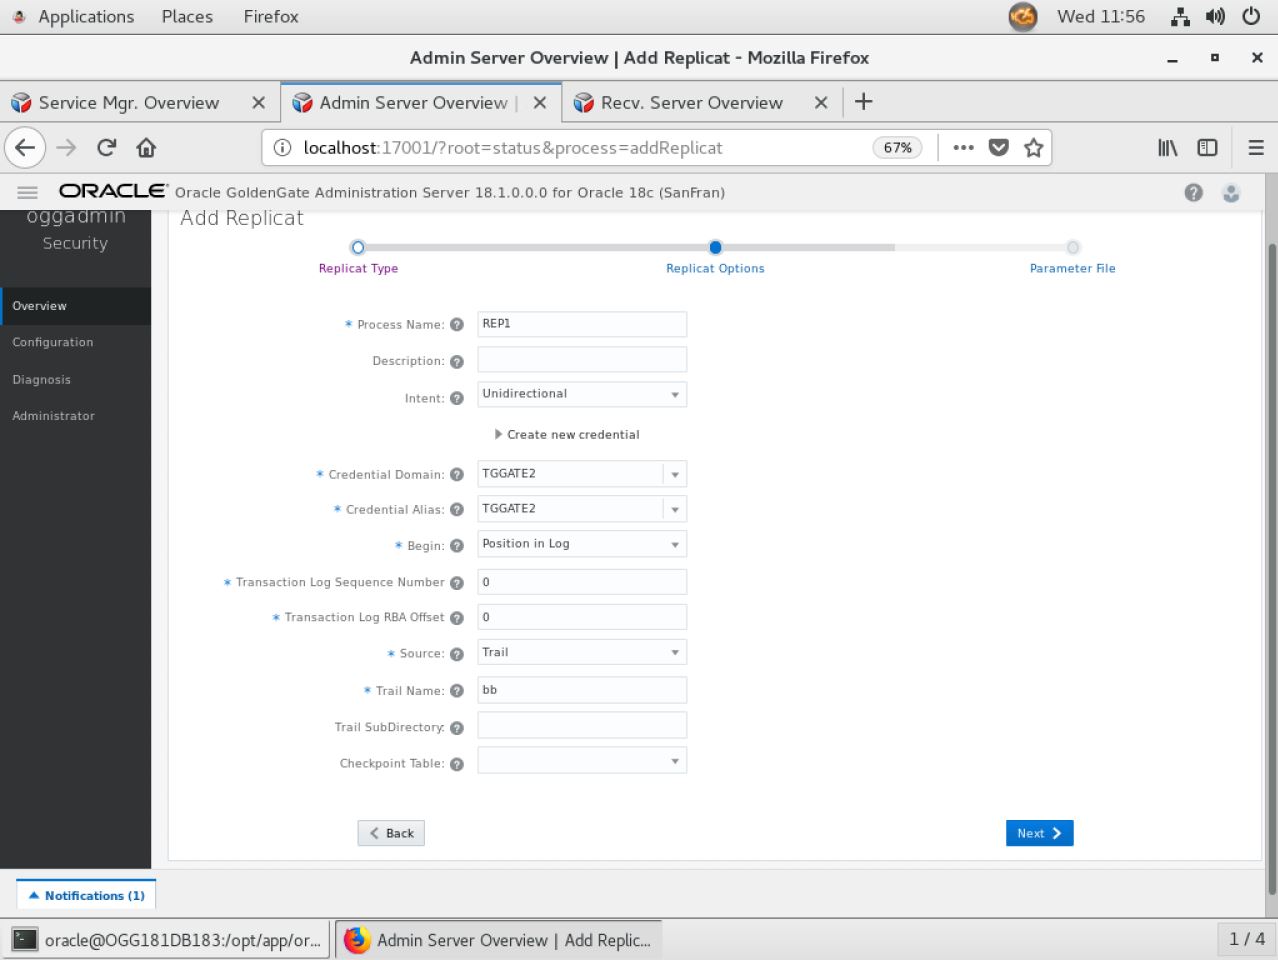 Applications Places Firefox Wed 11:56
Admin Server Overview | Add Replicat - Mozilla Firefox
Service Mgr. Overview Admin Server Overview | Recv. Server Overview
localhost:17001/?root=status&process=addReplicat 67%
ORACLE Oracle GoldenGate Administration Server 18.1.0.0.0 for Oracle 18c (SanFran)
oggadmin
Security
Overview
Configuration
Diagnosis
Administrator
Add Replicat
Replicat Type Replicat Options Parameter File
* Process Name: REP1
Description:
Intent: Unidirectional
Create new credential
* Credential Domain: TGGATE2
* Credential Alias: TGGATE2
* Begin: Position in Log
* Transaction Log Sequence Number 0
* Transaction Log RBA Offset 0
* Source: Trail
* Trail Name: bb
Trail SubDirectory:
Checkpoint Table:
Back Next
Notifications (1)
oracle@OGG181DB183:/opt/app/or... Admin Server Overview | Add Replic... 1 / 4